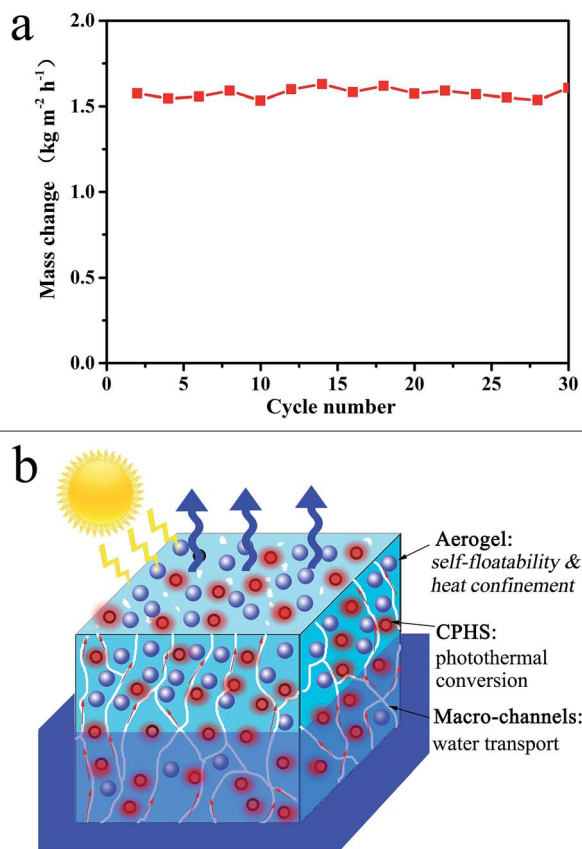 a
2.0
1.5
1.0
0.5
0.0
Mass change （kg m⁻² h⁻¹）
0 5 10 15 20 25 30
Cycle number
b
Aerogel:
self-floatability &
heat confinement
CPHS:
photothermal
conversion
Macro-channels:
water transport